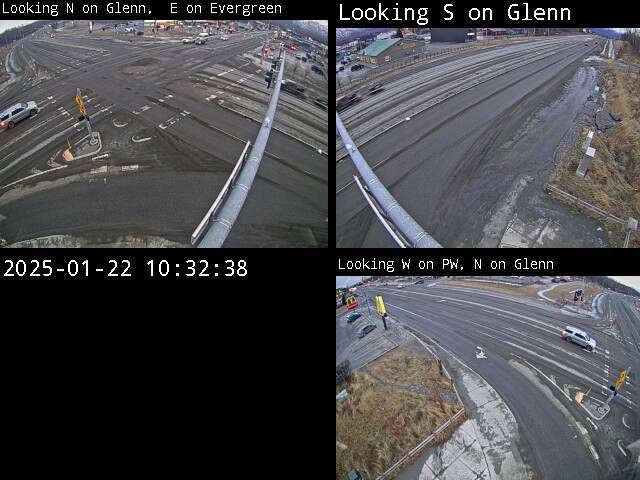 Looking N on Glenn,  E on Evergreen
Looking S on Glenn
2025-01-22 10:32:38
Looking W on PW, N on Glenn